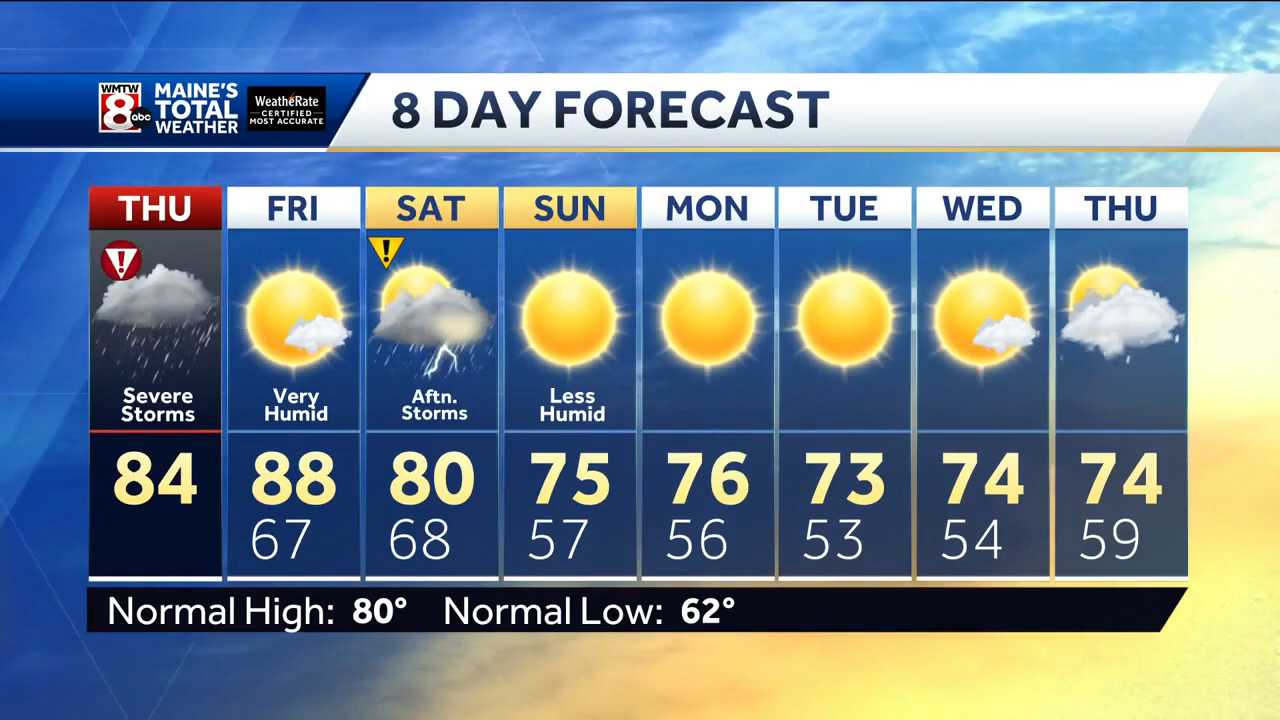 WMTW
8
abc
MAINE'S
TOTAL
WEATHER
WeatheRate
CERTIFIED
MOST ACCURATE
8 DAY FORECAST
THU FRI SAT SUN MON TUE WED THU
! !
Severe
Storms
Very
Humid
Aftn.
Storms
Less
Humid
84 88 80 75 76 73 74 74
67 68 57 56 53 54 59
Normal High: 80° Normal Low: 62°